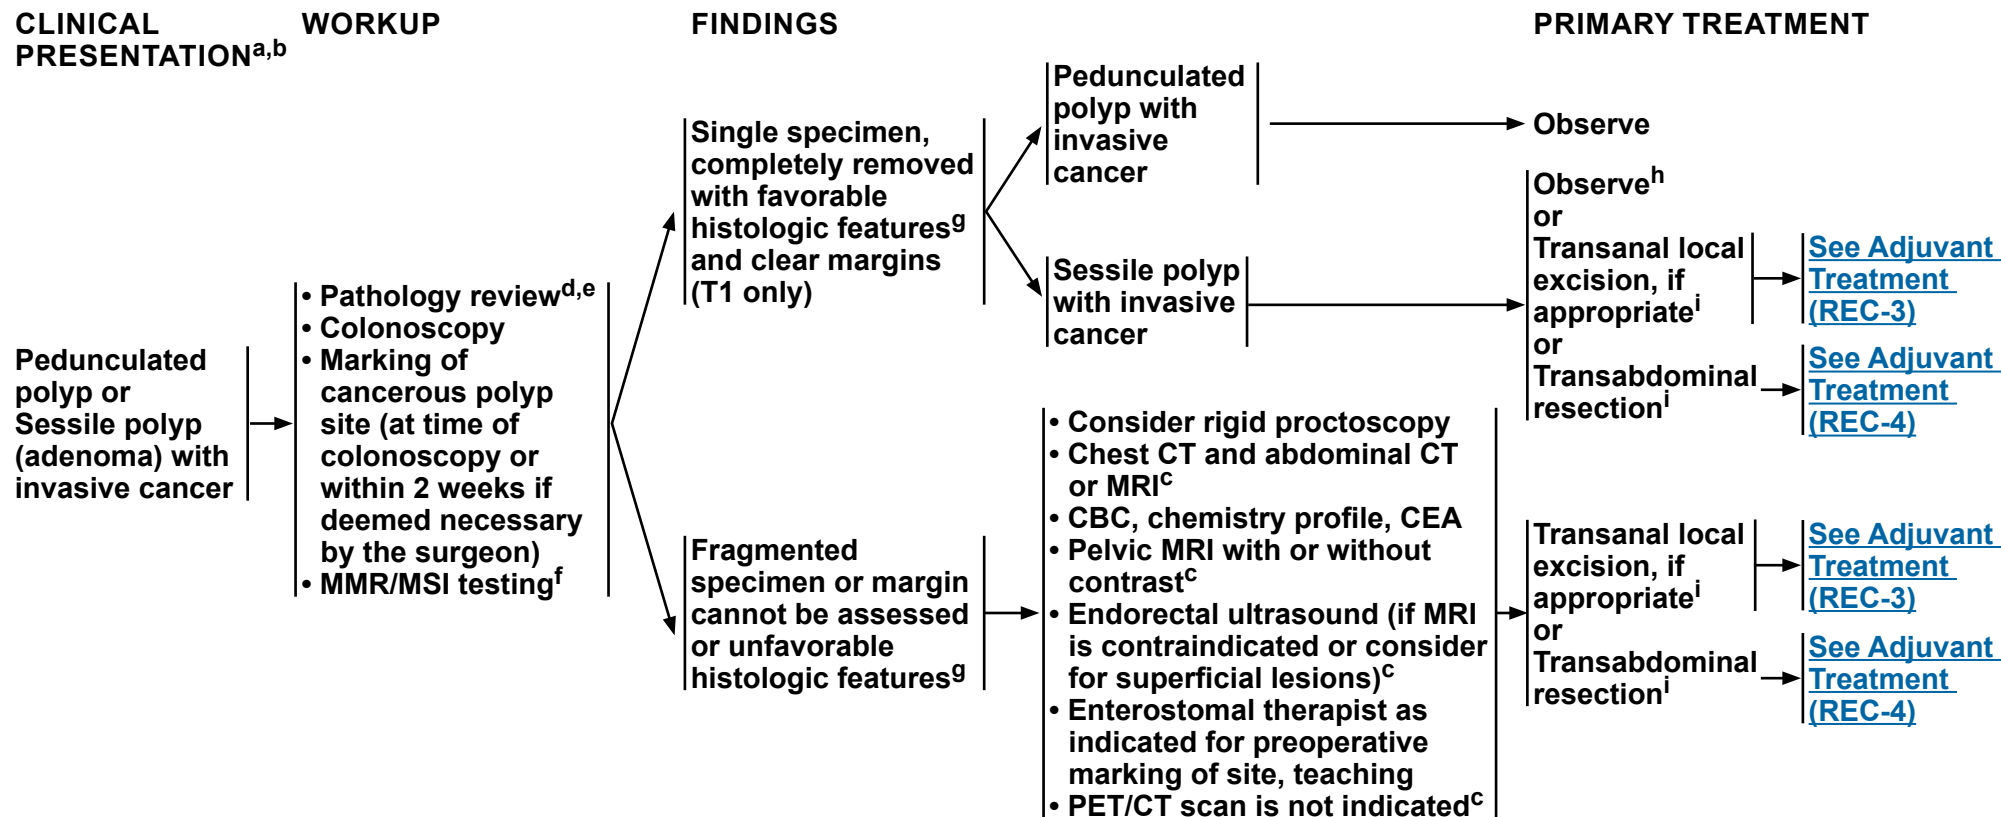 CLINICAL
PRESENTATIONa,b
WORKUP
FINDINGS
PRIMARY TREATMENT
Pedunculated
polyp or
Sessile polyp
(adenoma) with
invasive cancer
• Pathology reviewd,e
• Colonoscopy
• Marking of
cancerous polyp
site (at time of
colonoscopy or
within 2 weeks if
deemed necessary
by the surgeon)
• MMR/MSI testingf
Single specimen,
completely removed
with favorable
histologic featuresg
and clear margins
(T1 only)
Pedunculated
polyp with
invasive
cancer
Observe
Sessile polyp
with invasive
cancer
Observeh
or
Transanal local
excision, if
appropriatei
or
Transabdominal
resectioni
See Adjuvant
Treatment
(REC-3)
See Adjuvant
Treatment
(REC-4)
Fragmented
specimen or margin
cannot be assessed
or unfavorable
histologic featuresg
• Consider rigid proctoscopy
• Chest CT and abdominal CT
or MRIc
• CBC, chemistry profile, CEA
• Pelvic MRI with or without
contrastc
• Endorectal ultrasound (if MRI
is contraindicated or consider
for superficial lesions)c
• Enterostomal therapist as
indicated for preoperative
marking of site, teaching
• PET/CT scan is not indicatedc
Transanal local
excision, if
appropriatei
or
Transabdominal
resectioni
See Adjuvant
Treatment
(REC-3)
See Adjuvant
Treatment
(REC-4)